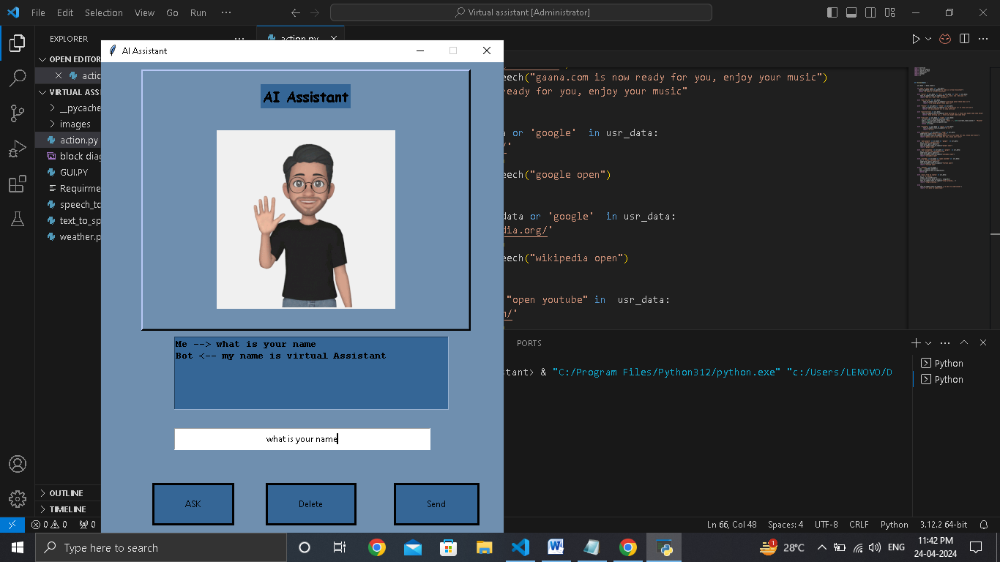 File Edit Selection View Go Run ··· Virtual assistant [Administrator]
EXPLORER ···
action.py
OPEN EDITOR
actio
VIRTUAL ASS
__pycache
images
action.py
block diag
GUI.PY
Requirme
speech_to
text_to_sp
weather.p
OUTLINE
TIMELINE
AI Assistant
AI Assistant
Me --> what is your name
Bot <-- my name is virtual Assistant
what is your name
ASK Delete Send
eech("gaana.com is now ready for you, enjoy your music")
ready for you, enjoy your music"
a or 'google'  in usr_data:
/'
eech("google open")
data or 'google'  in usr_data:
dia.org/'
eech("wikipedia open")
"open youtube" in  usr_data:
m/'
PORTS
stant> & "C:/Program Files/Python312/python.exe" "c:/Users/LENOVO/D
Python
Python
0 0 0 Ln 66, Col 48 Spaces: 4 UTF-8 CRLF Python 3.12.2 64-bit
Type here to search
1 28°C ENG 11:42 PM
24-04-2024